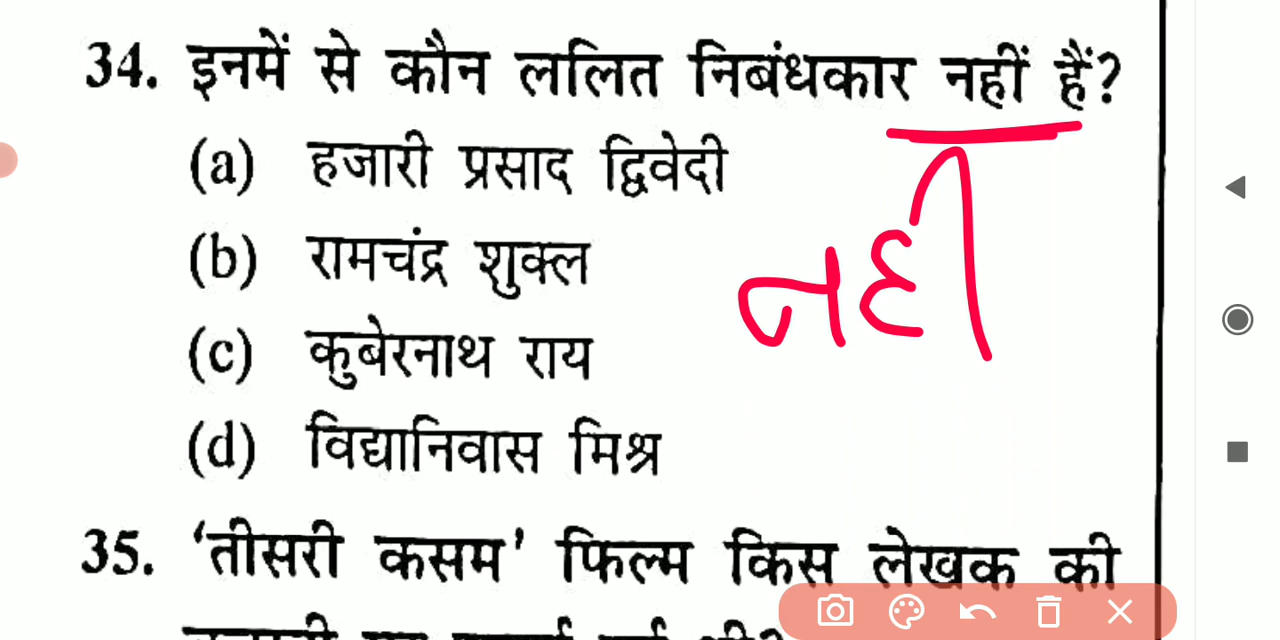 34. इनमें से कौन ललित निबंधकार नहीं हैं?
(a) हजारी प्रसाद द्विवेदी
(b) रामचंद्र शुक्ल
नही
(c) कुबेरनाथ राय
(d) विद्यानिवास मिश्र
35. ‘तीसरी कसम’ फिल्म किस लेखक की